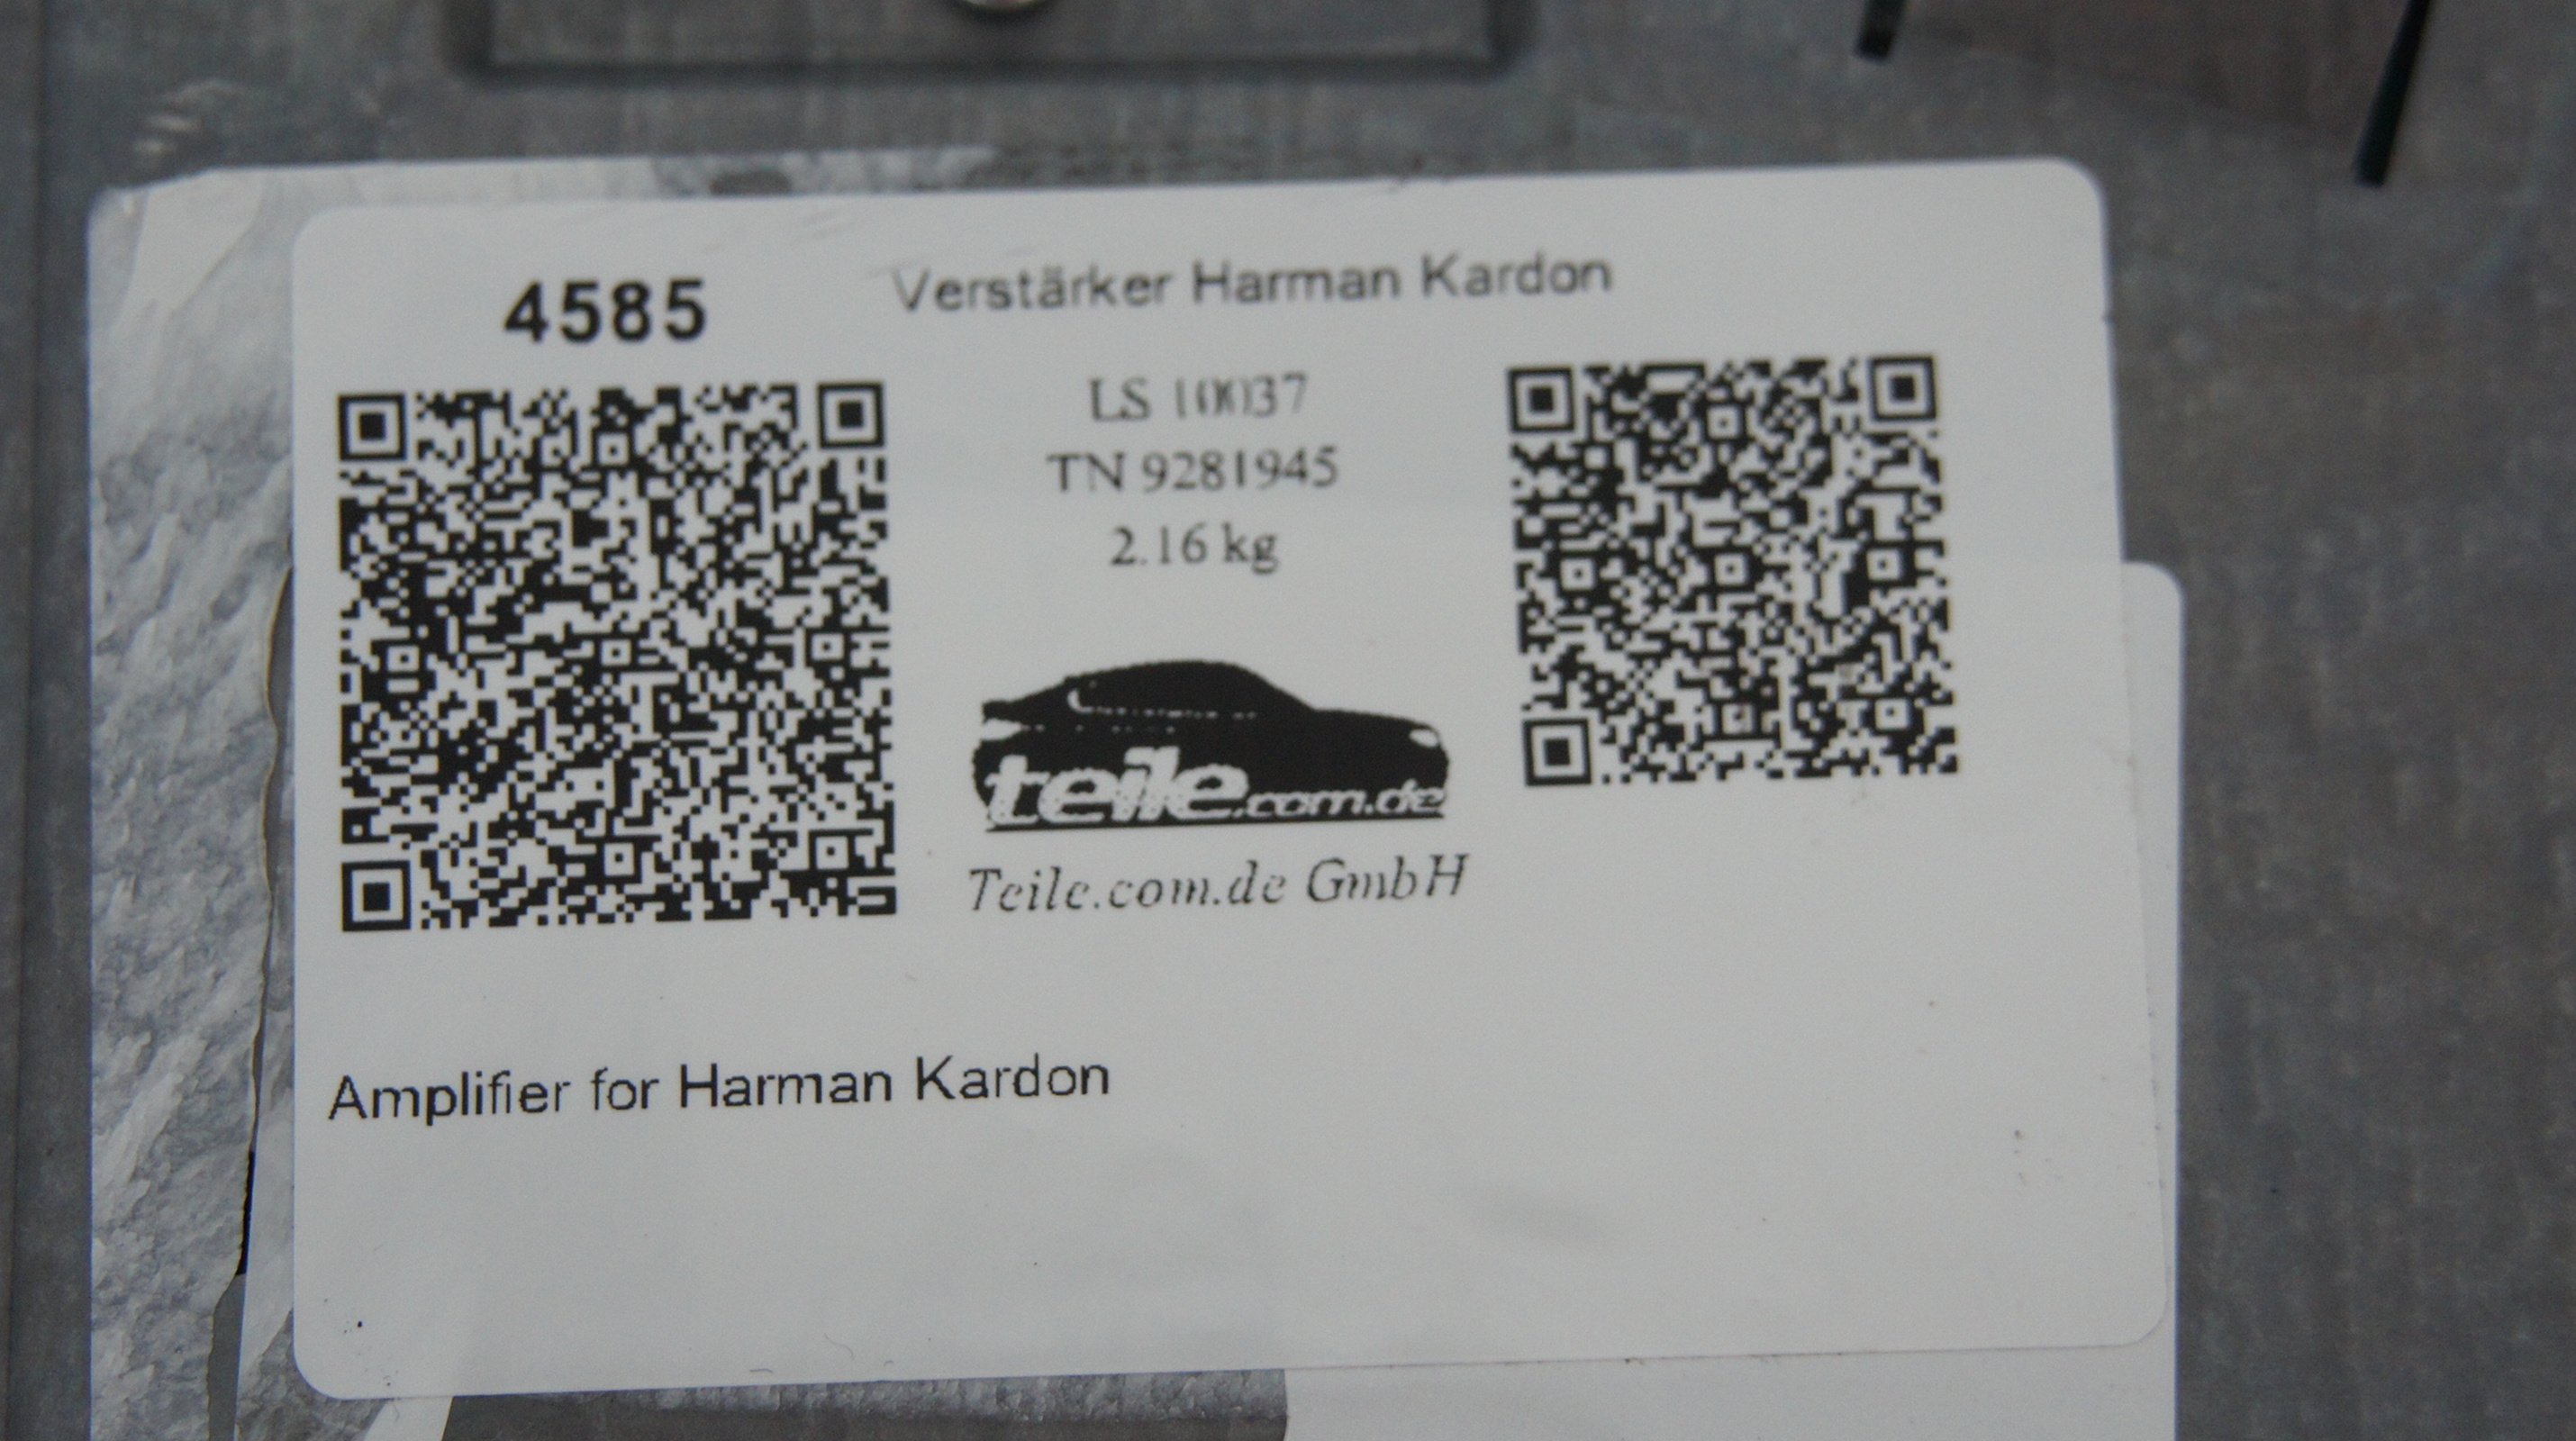 4585
Verstärker Harman Kardon
LS 10037
TN 9281945
2.16 kg
teile.com.de
Teile.com.de GmbH
Amplifier for Harman Kardon